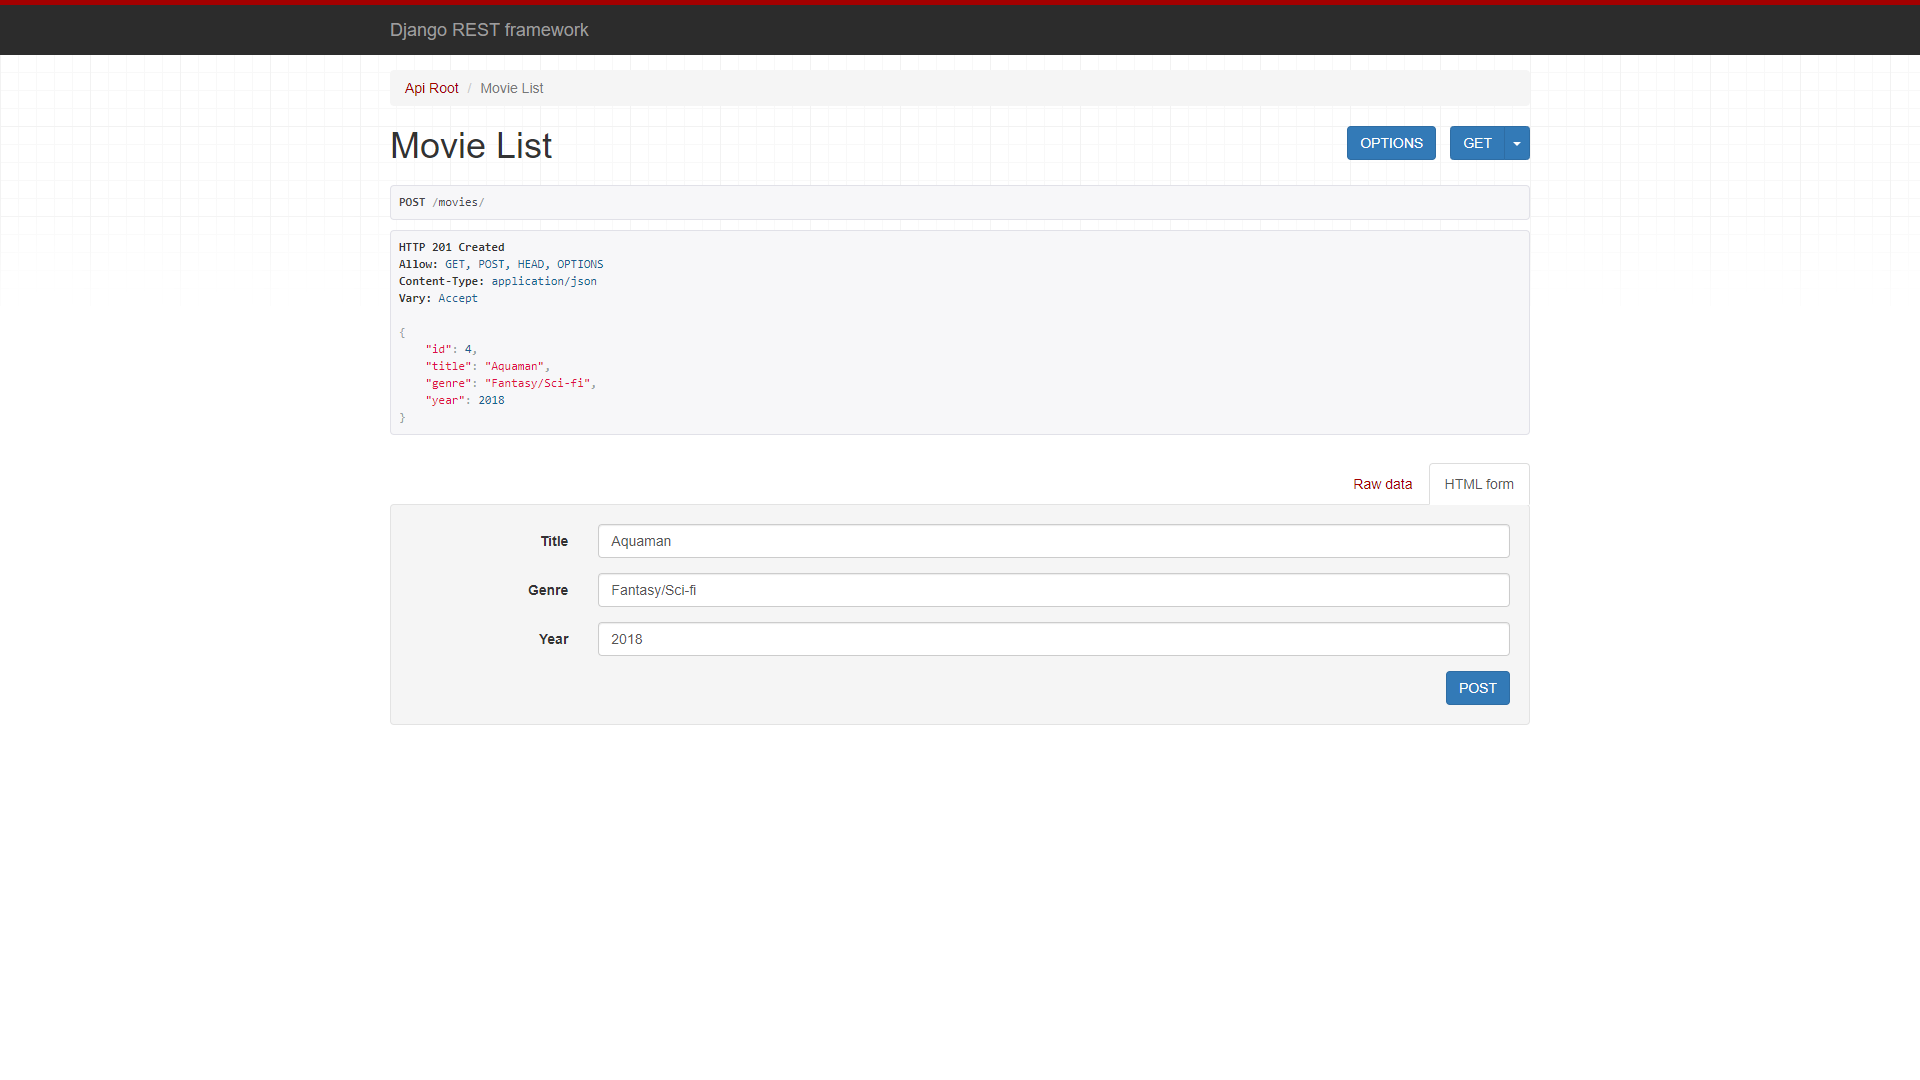 Django REST framework
Api Root / Movie List
Movie List
OPTIONS
GET
POST /movies/
HTTP 201 Created
Allow: GET, POST, HEAD, OPTIONS
Content-Type: application/json
Vary: Accept
{
    "id": 4,
    "title": "Aquaman",
    "genre": "Fantasy/Sci-fi",
    "year": 2018
}
Raw data
HTML form
Title
Aquaman
Genre
Fantasy/Sci-fi
Year
2018
POST